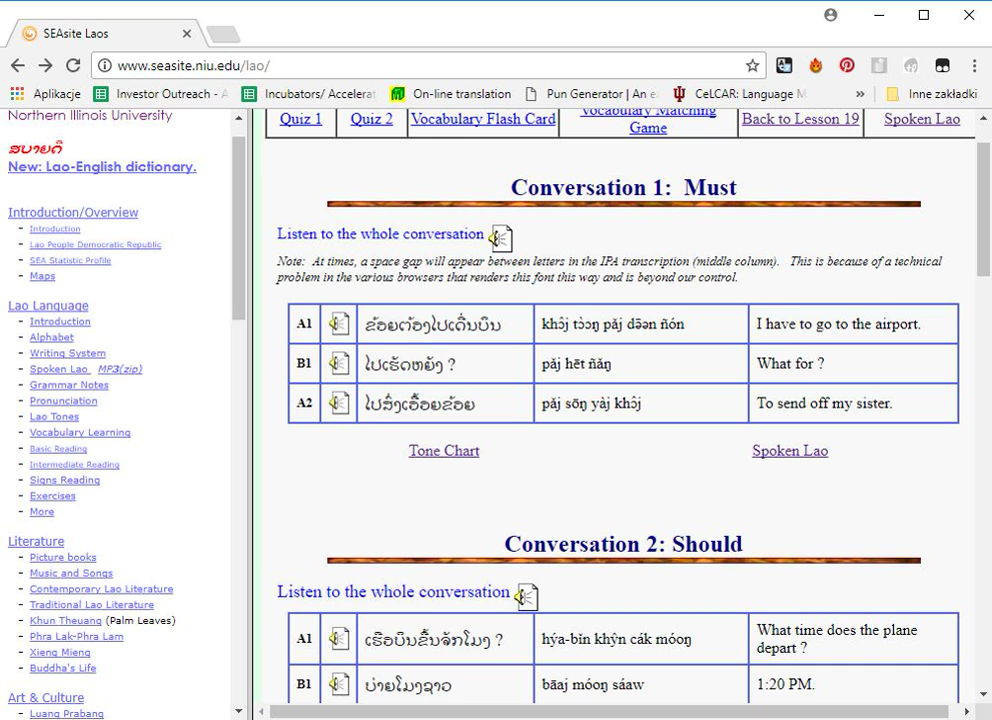 SEAsite Laos
www.seasite.niu.edu/lao/
Aplikacje Investor Outreach - Incubators/ Accelerat On-line translation Pun Generator | An e CeLCAR: Language M » Inne zakładki
Northern Illinois University
ສບາຍດີ
New: Lao-English dictionary.
Introduction/Overview
- Introduction
- Lao People Democratic Republic
- SEA Statistic Profile
- Maps
Lao Language
- Introduction
- Alphabet
- Writing System
- Spoken Lao MP3(zip)
- Grammar Notes
- Pronunciation
- Lao Tones
- Vocabulary Learning
- Basic Reading
- Intermediate Reading
- Signs Reading
- Exercises
- More
Literature
- Picture books
- Music and Songs
- Contemporary Lao Literature
- Traditional Lao Literature
- Khun Theuang (Palm Leaves)
- Phra Lak-Phra Lam
- Xieng Mieng
- Buddha's Life
Art & Culture
- Luang Prabang
Quiz 1 Quiz 2 Vocabulary Flash Card Vocabulary Matching Game Back to Lesson 19 Spoken Lao
Conversation 1: Must
Listen to the whole conversation
Note: At times, a space gap will appear between letters in the IPA transcription (middle column). This is because of a technical
problem in the various browsers that renders this font this way and is beyond our control.
A1 ຂ້ອຍຕ້ອງໄປເດີ່ນບິນ khɔ̂j tɔ̀ɔŋ pǎj də̄ən ñón I have to go to the airport.
B1 ໄປເຮັດຫຍັງ ? pǎj hēt ñǎŋ What for ?
A2 ໄປສົ່ງເອື້ອຍຂ້ອຍ pǎj sōŋ yàj khɔ̂j To send off my sister.
Tone Chart Spoken Lao
Conversation 2: Should
Listen to the whole conversation
A1 ເຮືອບິນຂຶ້ນຈັກໂມງ ? hýa-bǐn khŷn cák móoŋ What time does the plane
depart ?
B1 ບ່າຍໂມງຊາວ bāaj móoŋ sáaw 1:20 PM.